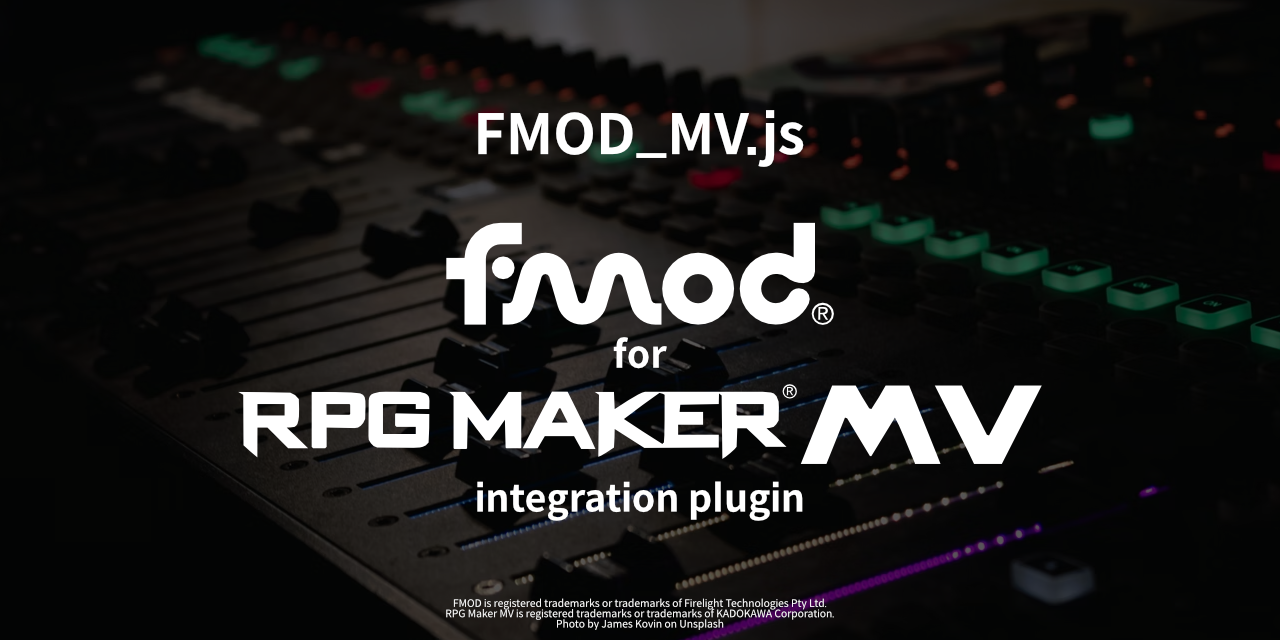 FMOD_MV.js
fmod®
for
RPG MAKER® MV
integration plugin
FMOD is registered trademarks or trademarks of Firelight Technologies Pty Ltd.
RPG Maker MV is registered trademarks or trademarks of KADOKAWA Corporation.
Photo by James Kovin on Unsplash